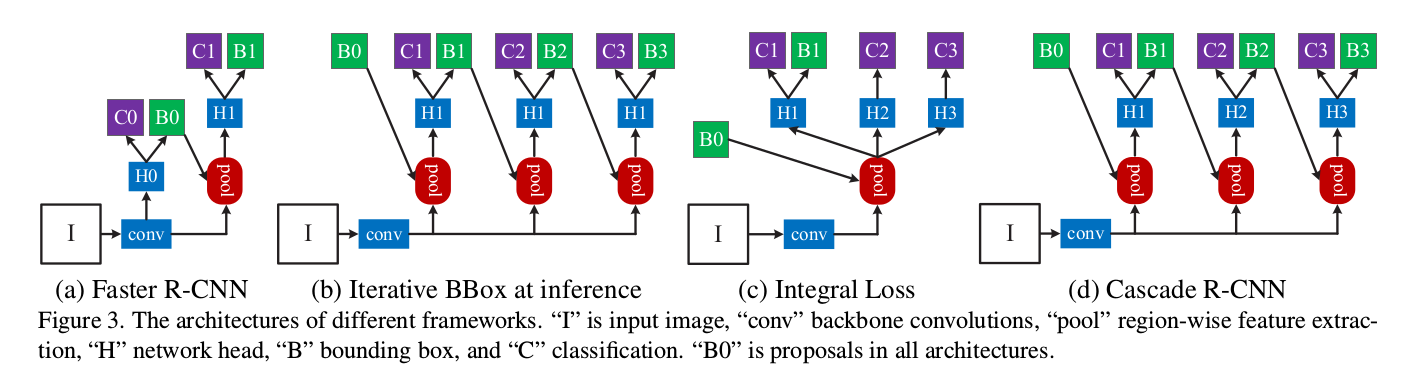 C1 B1 B0 C1 B1 C2 B2 C3 B3 C1 B1 C2 C3 B0 C1 B1 C2 B2 C3 B3
C0 B0 H1 H1 H1 H1 H1 H2 H3 H1 H2 H3
B0
H0 pool pool pool pool pool pool pool pool
I conv I conv I conv I conv
(a) Faster R-CNN (b) Iterative BBox at inference (c) Integral Loss (d) Cascade R-CNN
Figure 3. The architectures of different frameworks. “I” is input image, “conv” backbone convolutions, “pool” region-wise feature extrac-
tion, “H” network head, “B” bounding box, and “C” classification. “B0” is proposals in all architectures.